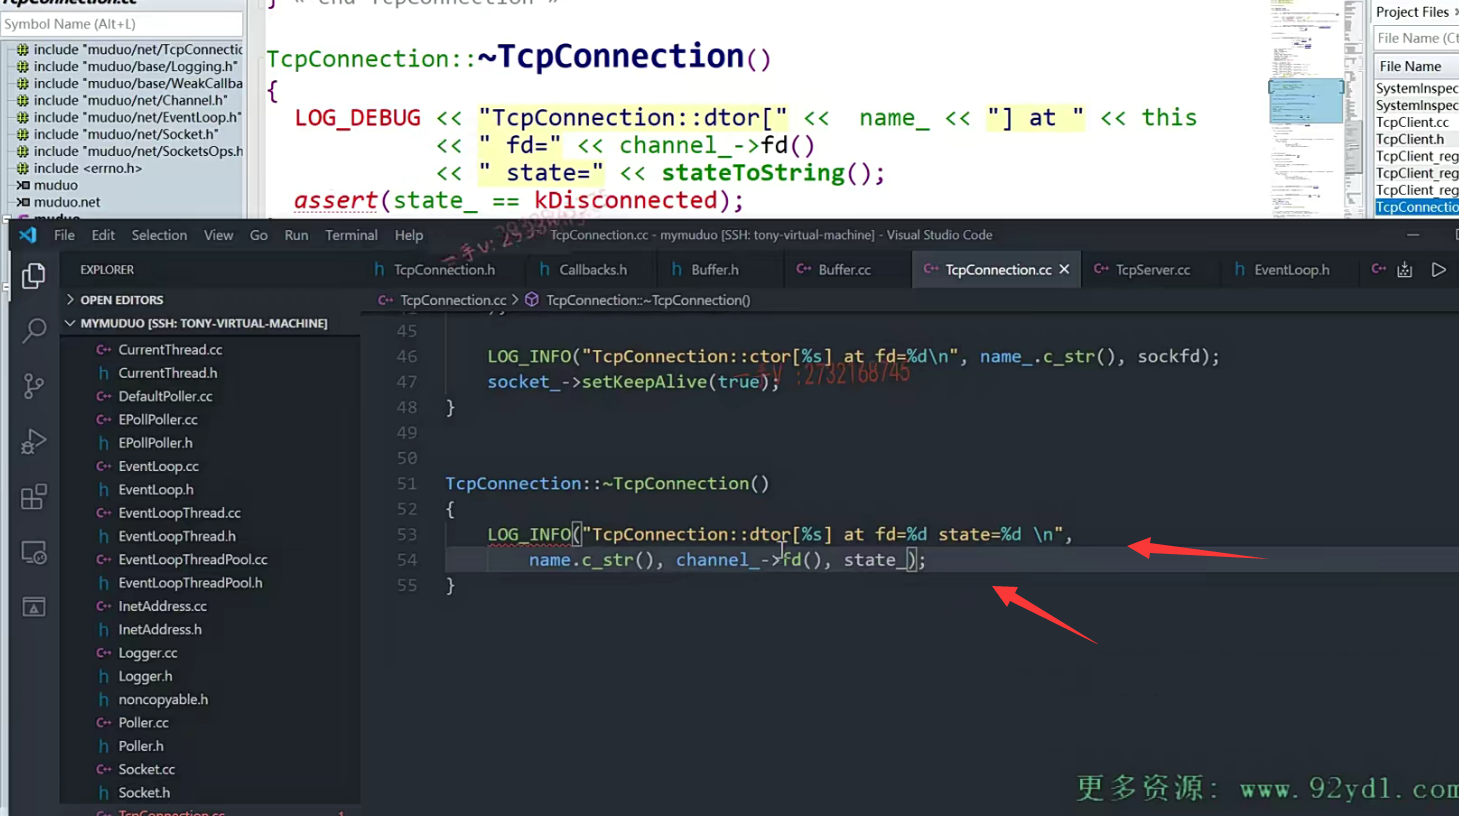 TcpConnection.cc
} « end TcpConnection »
Project Files
Symbol Name (Alt+L)
File Name (Ct
include "muduo/net/TcpConnectic
include "muduo/base/Logging.h"
include "muduo/base/WeakCallba
include "muduo/net/Channel.h"
include "muduo/net/EventLoop.h"
include "muduo/net/Socket.h"
include "muduo/net/SocketsOps.h
include <errno.h>
muduo
muduo.net
muduo
TcpConnection::~TcpConnection()
{
LOG_DEBUG << "TcpConnection::dtor[" << name_ << "] at " << this
<< " fd=" << channel_->fd()
<< " state=" << stateToString();
assert(state_ == kDisconnected);
File Name
SystemInspec
SystemInspec
TcpClient.cc
TcpClient.h
TcpClient_reg
TcpClient_reg
TcpClient_reg
TcpConnectio
File Edit Selection View Go Run Terminal Help
TcpConnection.cc - mymuduo [SSH: tony-virtual-machine] - Visual Studio Code
EXPLORER
TcpConnection.h Callbacks.h Buffer.h Buffer.cc TcpConnection.cc TcpServer.cc EventLoop.h
OPEN EDITORS
TcpConnection.cc > TcpConnection::~TcpConnection()
MYMUDUO [SSH: TONY-VIRTUAL-MACHINE]
CurrentThread.cc
CurrentThread.h
DefaultPoller.cc
EPollPoller.cc
EPollPoller.h
EventLoop.cc
EventLoop.h
EventLoopThread.cc
EventLoopThread.h
EventLoopThreadPool.cc
EventLoopThreadPool.h
InetAddress.cc
InetAddress.h
Logger.cc
Logger.h
noncopyable.h
Poller.cc
Poller.h
Socket.cc
Socket.h
TcpConnection.cc 1
45
46 LOG_INFO("TcpConnection::ctor[%s] at fd=%d\n", name_.c_str(), sockfd);
47 socket_->setKeepAlive(true);
48 }
49
50
51 TcpConnection::~TcpConnection()
52 {
53 LOG_INFO("TcpConnection::dtor[%s] at fd=%d state=%d \n",
54 name.c_str(), channel_->fd(), state_);
55 }
一手V :2732168745
更多资源: www.92ydl.com